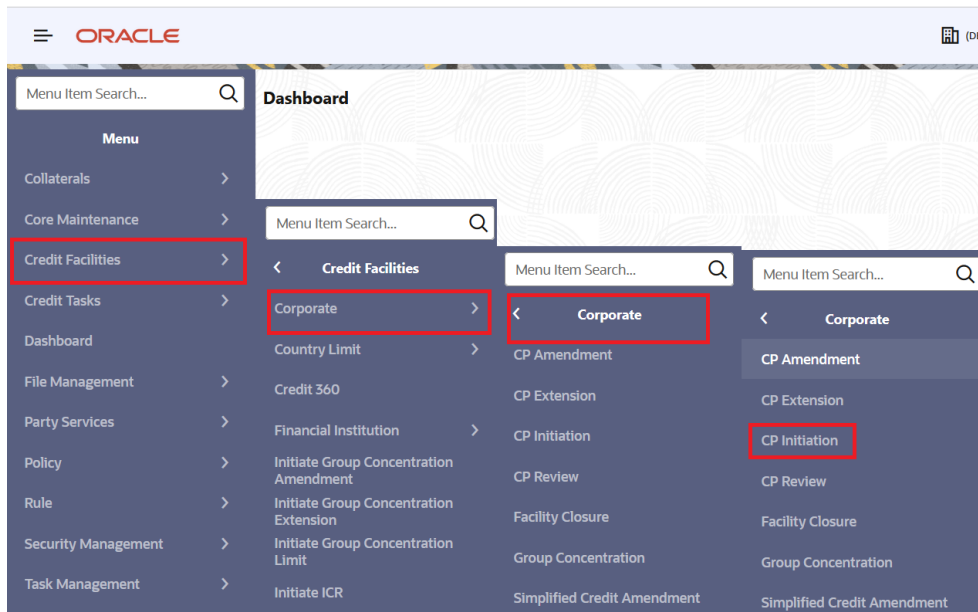 ORACLE
(DI
Menu Item Search...
Menu
Collaterals
Core Maintenance
Credit Facilities
Credit Tasks
Dashboard
File Management
Party Services
Policy
Rule
Security Management
Task Management
Dashboard
Menu Item Search...
Credit Facilities
Corporate
Country Limit
Credit 360
Financial Institution
Initiate Group Concentration
Amendment
Initiate Group Concentration
Extension
Initiate Group Concentration
Limit
Initiate ICR
Menu Item Search...
Corporate
CP Amendment
CP Extension
CP Initiation
CP Review
Facility Closure
Group Concentration
Simplified Credit Amendment
Menu Item Search...
Corporate
CP Amendment
CP Extension
CP Initiation
CP Review
Facility Closure
Group Concentration
Simplified Credit Amendment